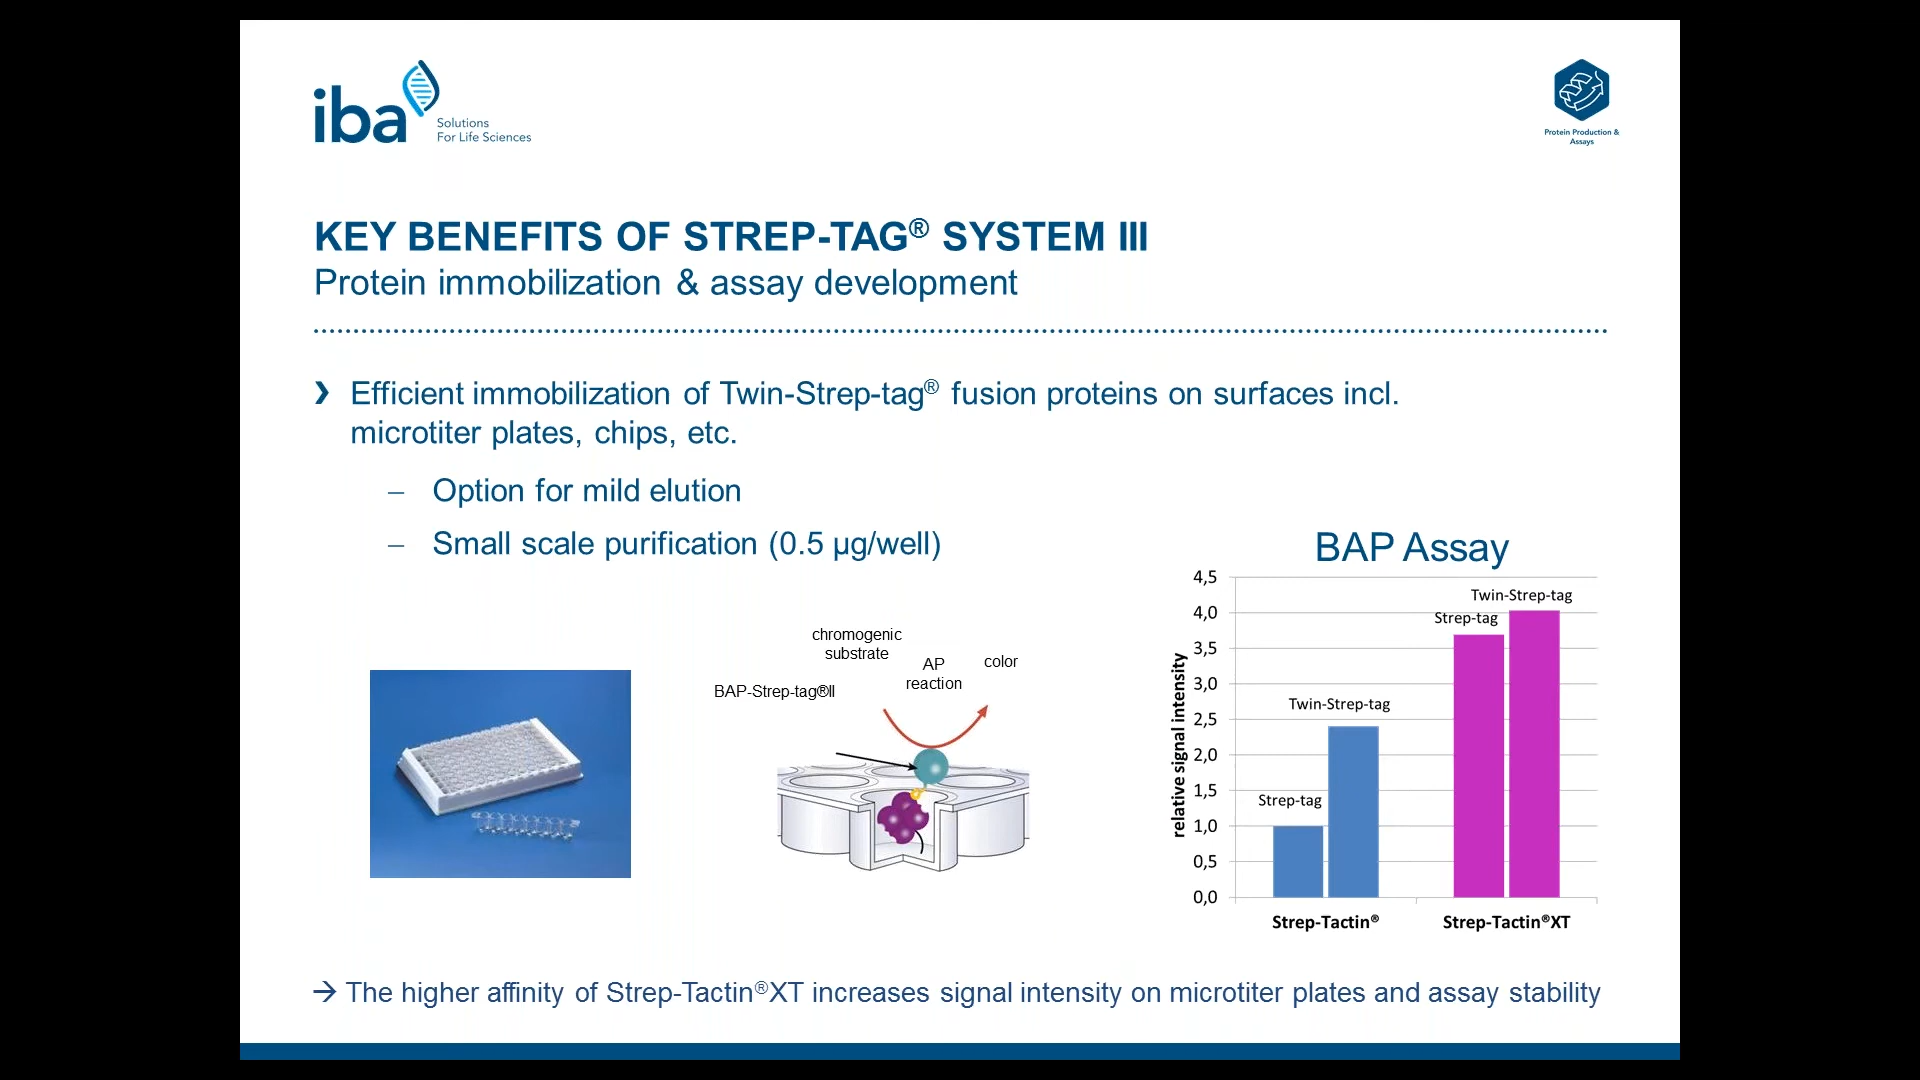 iba
Solutions
For Life Sciences
Protein Production &
Assays
KEY BENEFITS OF STREP-TAG® SYSTEM III
Protein immobilization & assay development
Efficient immobilization of Twin-Strep-tag® fusion proteins on surfaces incl.
microtiter plates, chips, etc.
– Option for mild elution
– Small scale purification (0.5 µg/well)
chromogenic
substrate
AP
reaction
color
BAP-Strep-tag®II
BAP Assay
relative signal intensity
4,5
4,0
3,5
3,0
2,5
2,0
1,5
1,0
0,5
0,0
Strep-tag
Twin-Strep-tag
Strep-tag
Twin-Strep-tag
Strep-Tactin®
Strep-Tactin®XT
→ The higher affinity of Strep-Tactin®XT increases signal intensity on microtiter plates and assay stability